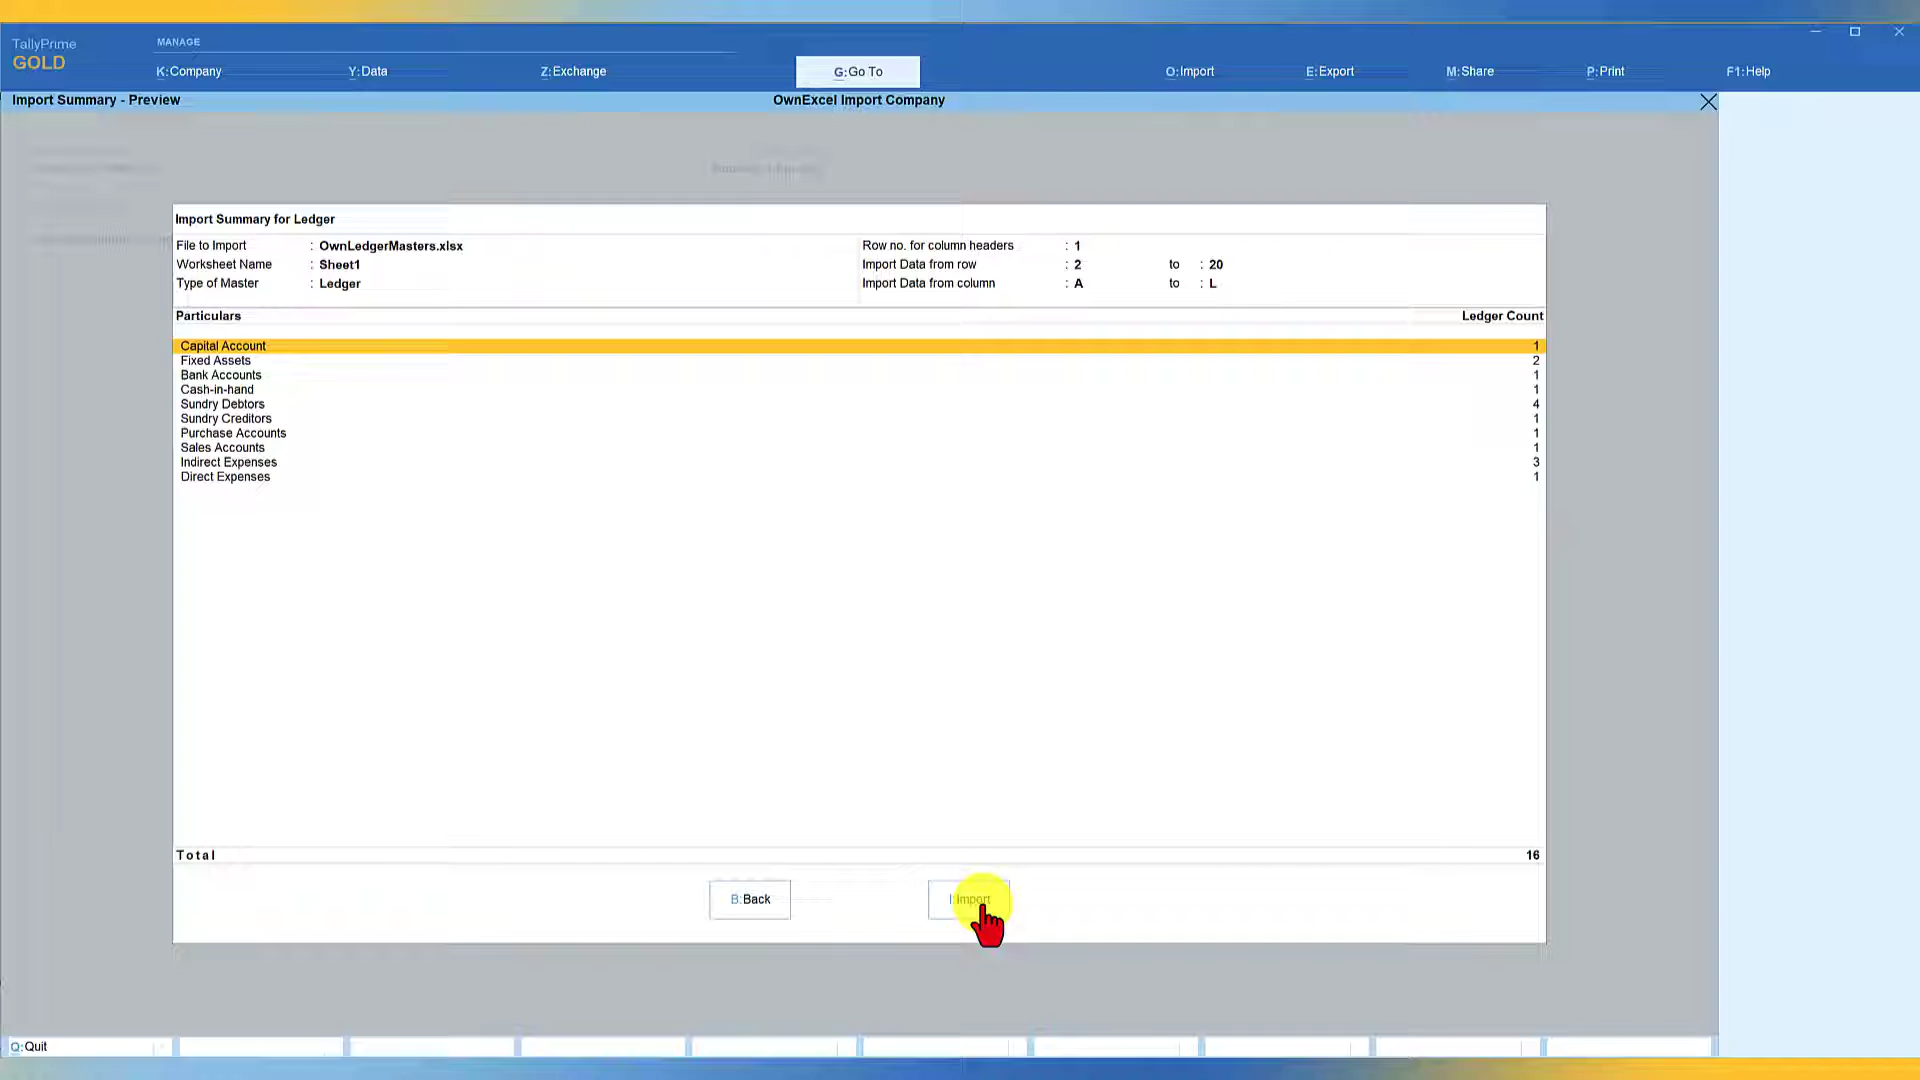 TallyPrime
GOLD
MANAGE
K:Company Y:Data Z:Exchange G:Go To O:Import E:Export M:Share P:Print F1:Help
Import Summary - Preview OwnExcel Import Company
Import Summary for Ledger
File to Import : OwnLedgerMasters.xlsx Row no. for column headers : 1
Worksheet Name : Sheet1 Import Data from row : 2 to : 20
Type of Master : Ledger Import Data from column : A to : L
Particulars Ledger Count
Capital Account 1
Fixed Assets 2
Bank Accounts 1
Cash-in-hand 1
Sundry Debtors 4
Sundry Creditors 1
Purchase Accounts 1
Sales Accounts 1
Indirect Expenses 3
Direct Expenses 1
Total 16
B:Back I:Import
Q:Quit